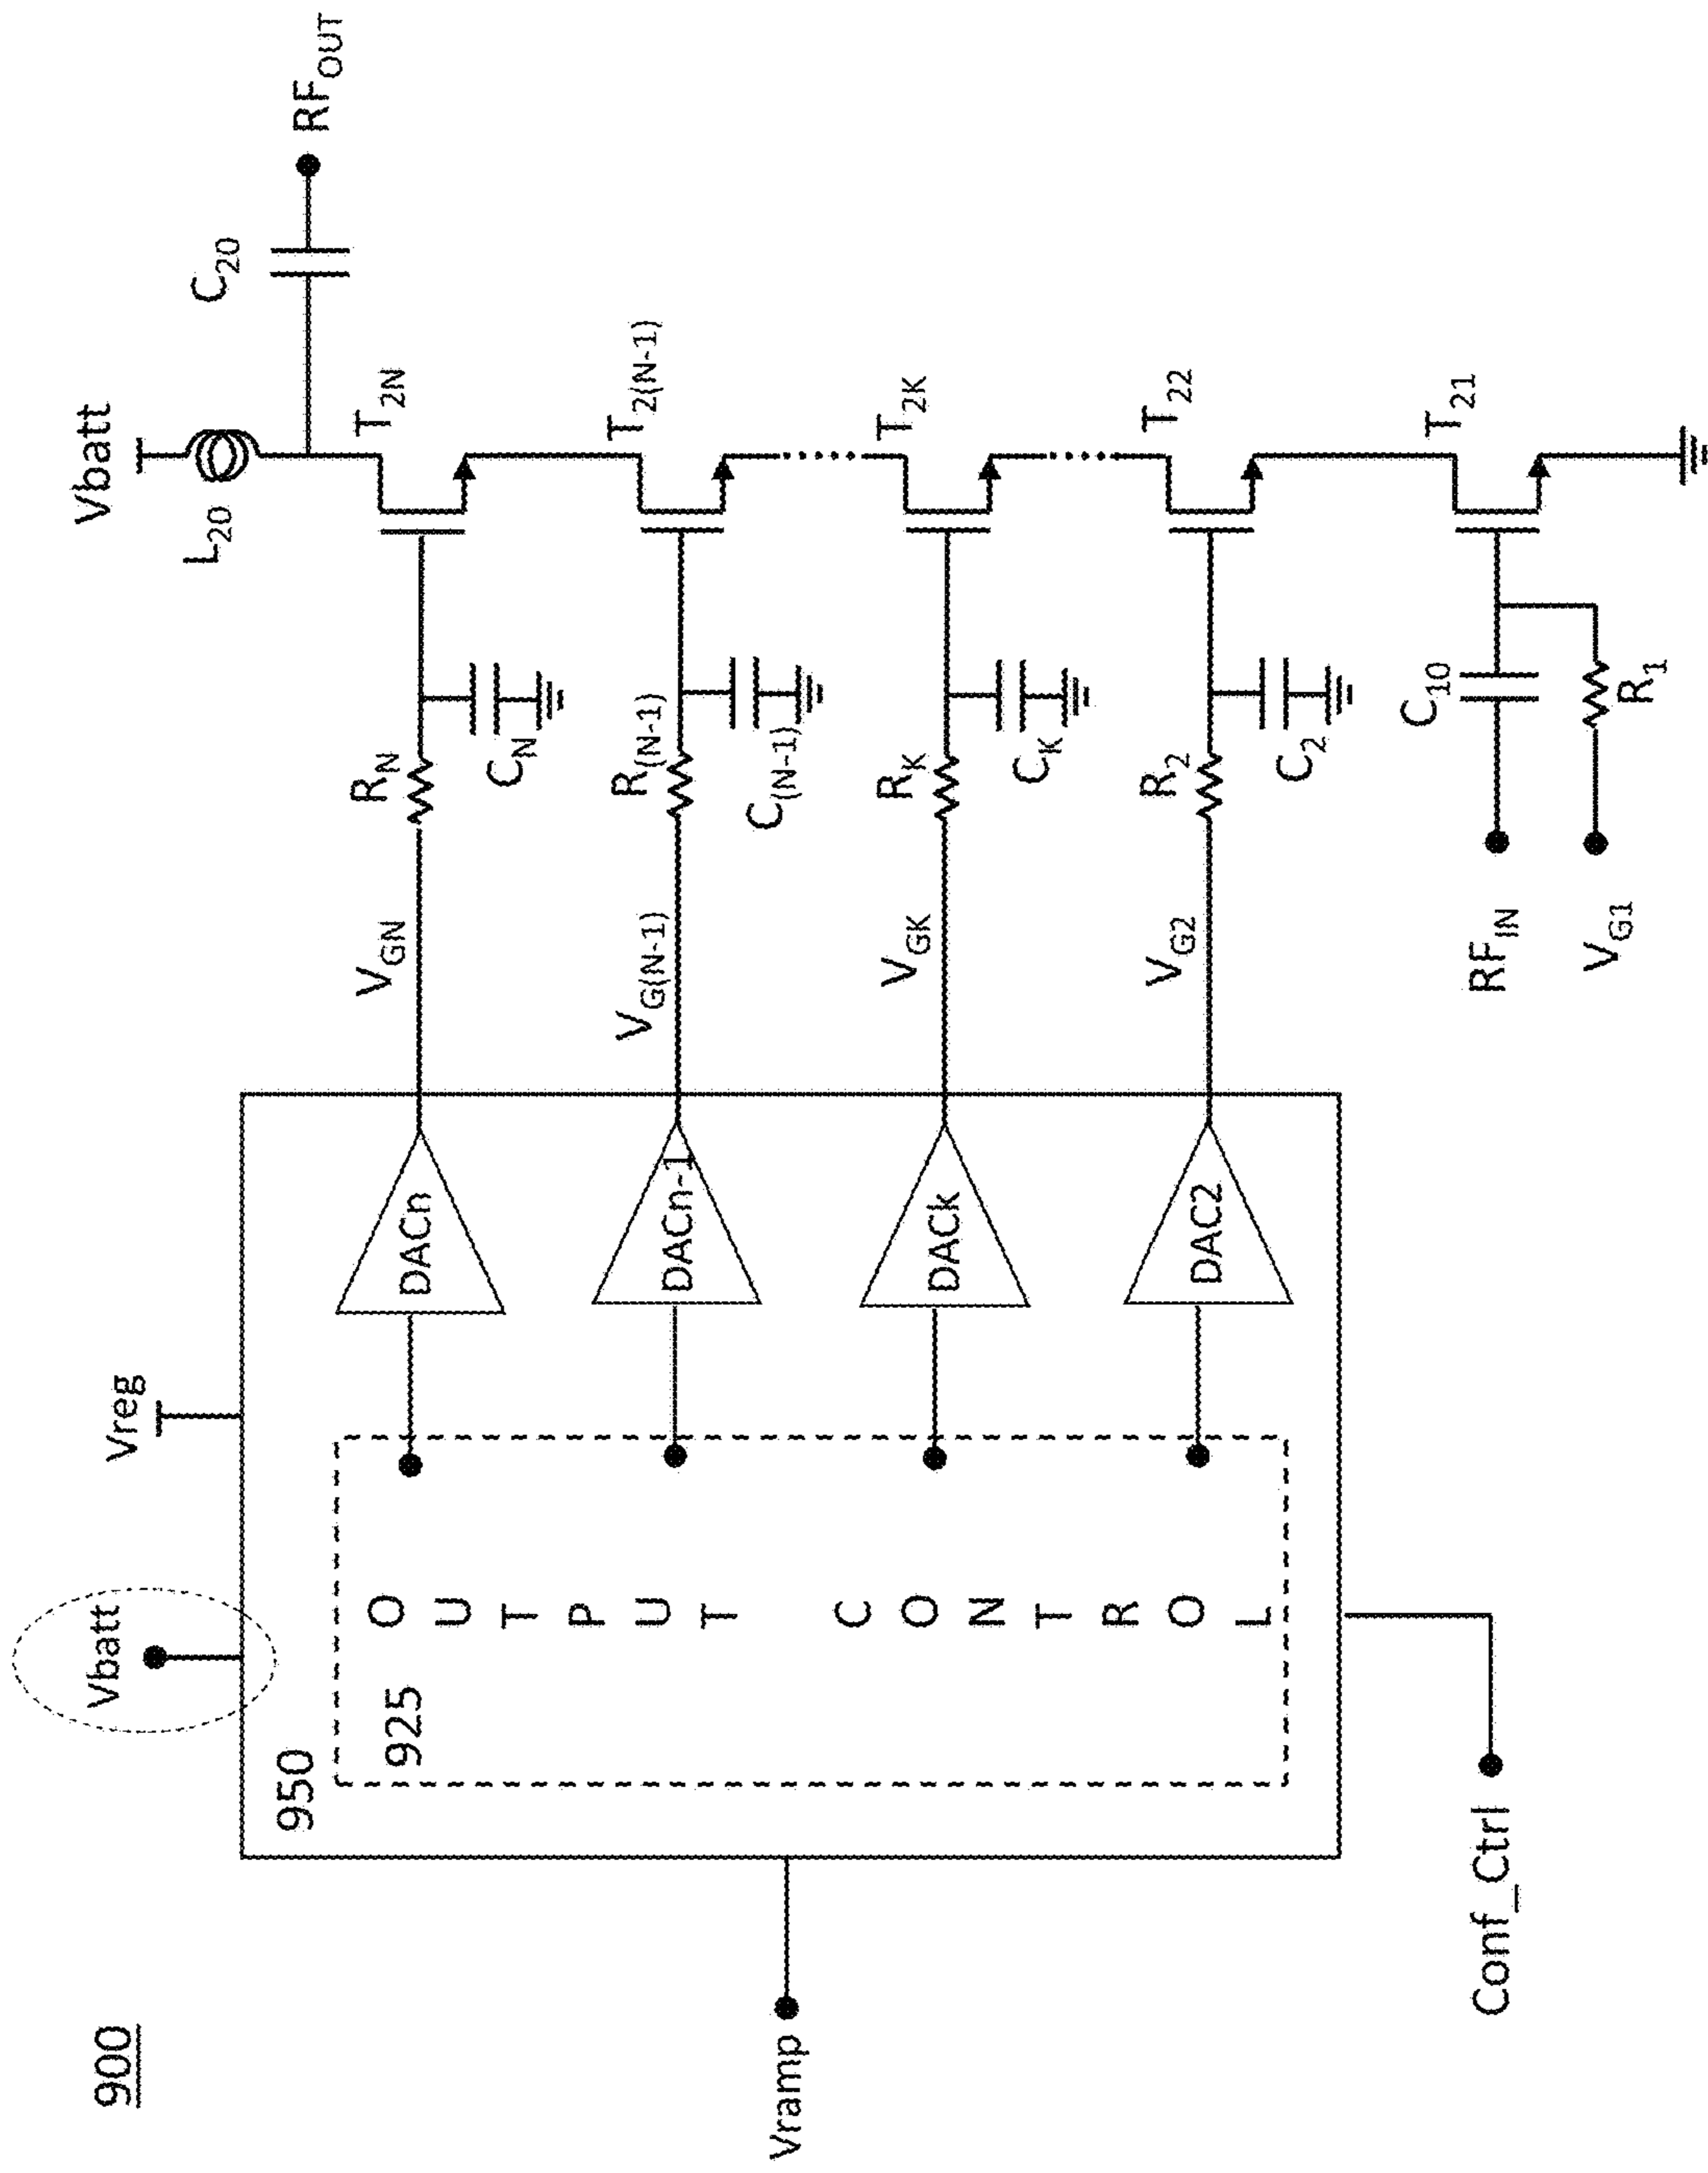 900
Vbatt
Vreg
Vbatt
L20
C20
RFOUT
950
925
OUTPUT CONTROL
DACn
VGN
RN
CN
T2N
DACn-1
VG(N-1)
R(N-1)
C(N-1)
T2(N-1)
Vramp
DACk
VGK
RK
CK
T2K
DAC2
VG2
R2
C2
T22
Conf_Ctrl
RFIN
C10
T21
VG1
R1